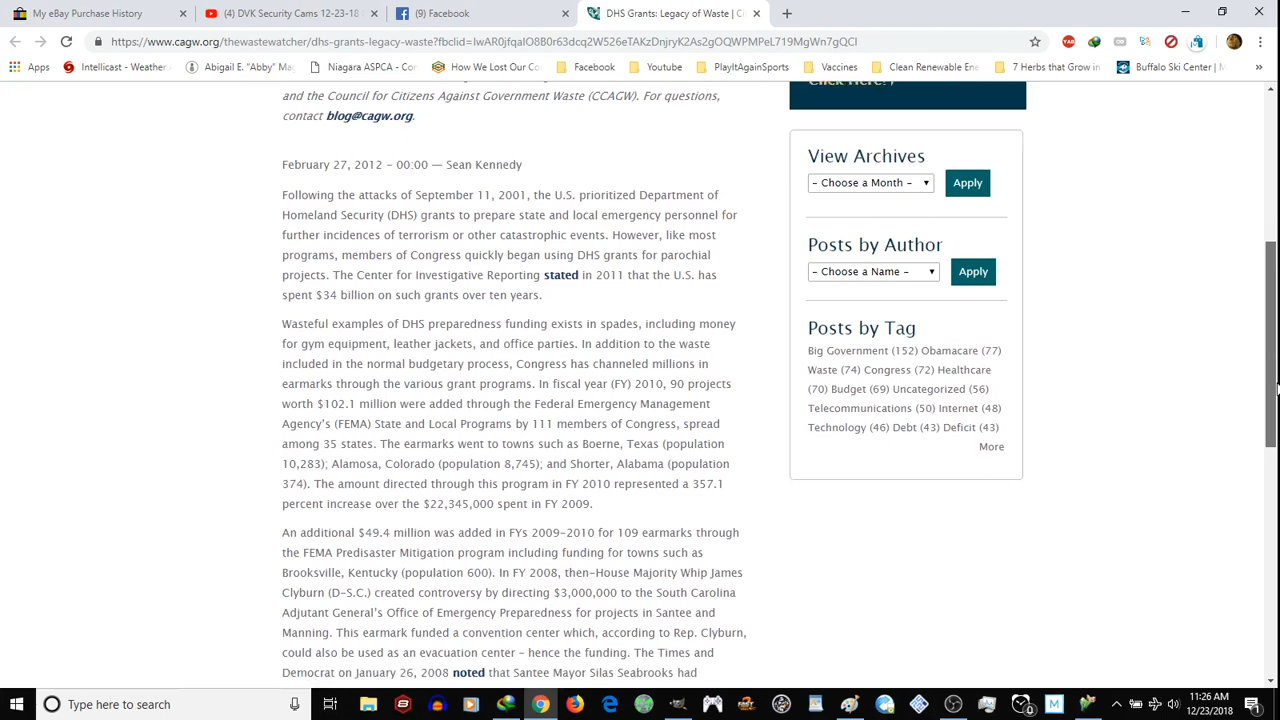 My eBay Purchase History
(4) DVK Security Cams 12-23-18
(9) Facebook
DHS Grants: Legacy of Waste | Ci
https://www.cagw.org/thewastewatcher/dhs-grants-legacy-waste?fbclid=IwAR0jfqalO8B0r63dcq2W526eTAKzDnjryK2As2gOQWPMPeL719MqWn7gQCI
Apps
Intellicast - Weather
Abigail E. "Abby" Ma
Niagara ASPCA - Con
How We Lost Our Co
Facebook
Youtube
PlayItAgainSports
Vaccines
Clean Renewable Ene
7 Herbs that Grow in
Buffalo Ski Center | M
»
and the Council for Citizens Against Government Waste (CCAGW). For questions,
contact blog@cagw.org.
February 27, 2012 - 00:00 — Sean Kennedy
Following the attacks of September 11, 2001, the U.S. prioritized Department of
Homeland Security (DHS) grants to prepare state and local emergency personnel for
further incidences of terrorism or other catastrophic events. However, like most
programs, members of Congress quickly began using DHS grants for parochial
projects. The Center for Investigative Reporting stated in 2011 that the U.S. has
spent $34 billion on such grants over ten years.
Wasteful examples of DHS preparedness funding exists in spades, including money
for gym equipment, leather jackets, and office parties. In addition to the waste
included in the normal budgetary process, Congress has channeled millions in
earmarks through the various grant programs. In fiscal year (FY) 2010, 90 projects
worth $102.1 million were added through the Federal Emergency Management
Agency's (FEMA) State and Local Programs by 111 members of Congress, spread
among 35 states. The earmarks went to towns such as Boerne, Texas (population
10,283); Alamosa, Colorado (population 8,745); and Shorter, Alabama (population
374). The amount directed through this program in FY 2010 represented a 357.1
percent increase over the $22,345,000 spent in FY 2009.
An additional $49.4 million was added in FYs 2009-2010 for 109 earmarks through
the FEMA Predisaster Mitigation program including funding for towns such as
Brooksville, Kentucky (population 600). In FY 2008, then-House Majority Whip James
Clyburn (D-S.C.) created controversy by directing $3,000,000 to the South Carolina
Adjutant General's Office of Emergency Preparedness for projects in Santee and
Manning. This earmark funded a convention center which, according to Rep. Clyburn,
could also be used as an evacuation center - hence the funding. The Times and
Democrat on January 26, 2008 noted that Santee Mayor Silas Seabrooks had
Click Here!
View Archives
- Choose a Month -
Apply
Posts by Author
- Choose a Name -
Apply
Posts by Tag
Big Government (152) Obamacare (77)
Waste (74) Congress (72) Healthcare
(70) Budget (69) Uncategorized (56)
Telecommunications (50) Internet (48)
Technology (46) Debt (43) Deficit (43)
More
Type here to search
11:26 AM
12/23/2018